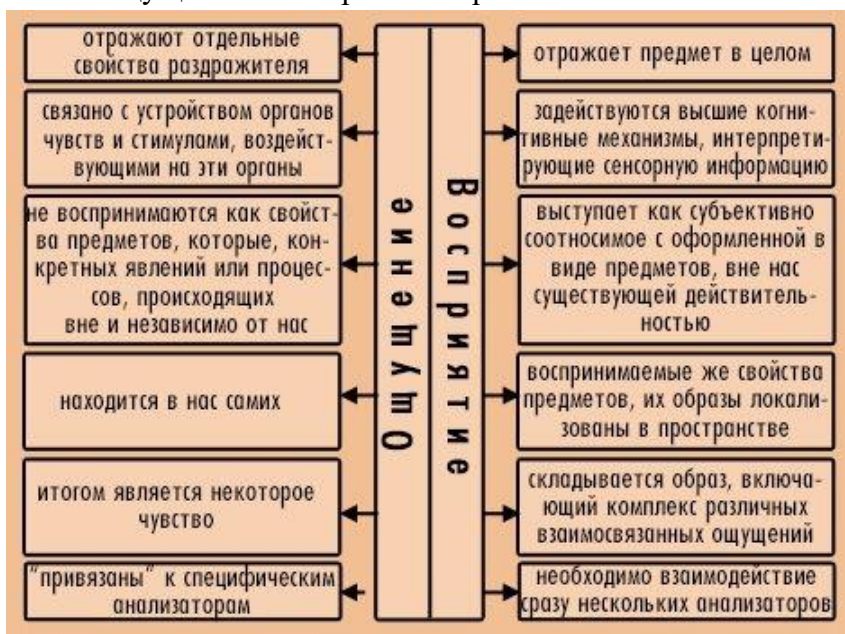 отражают отдельные
свойства раздражителя
отражает предмет в целом
связано с устройством органов
чувств и стимулами, воздейст-
вующими на эти органы
задействуются высшие когни-
тивные механизмы, интерпрети-
рующие сенсорную информацию
не воспринимаются как свойст-
ва предметов, которые, кон-
кретных явлений или процес-
сов, происходящих
вне и независимо от нас
выступает как субъективно
соотносимое с оформленной в
виде предметов, вне нас
существующей действитель-
ностью
находится в нас самих
воспринимаемые же свойства
предметов, их образы локали-
зованы в пространстве
итогом является некоторое
чувство
складывается образ, включа-
ющий комплекс различных
взаимосвязанных ощущений
"привязаны" к специфическим
анализаторам
необходимо взаимодействие
сразу нескольких анализаторов
Ощущение
Восприятие